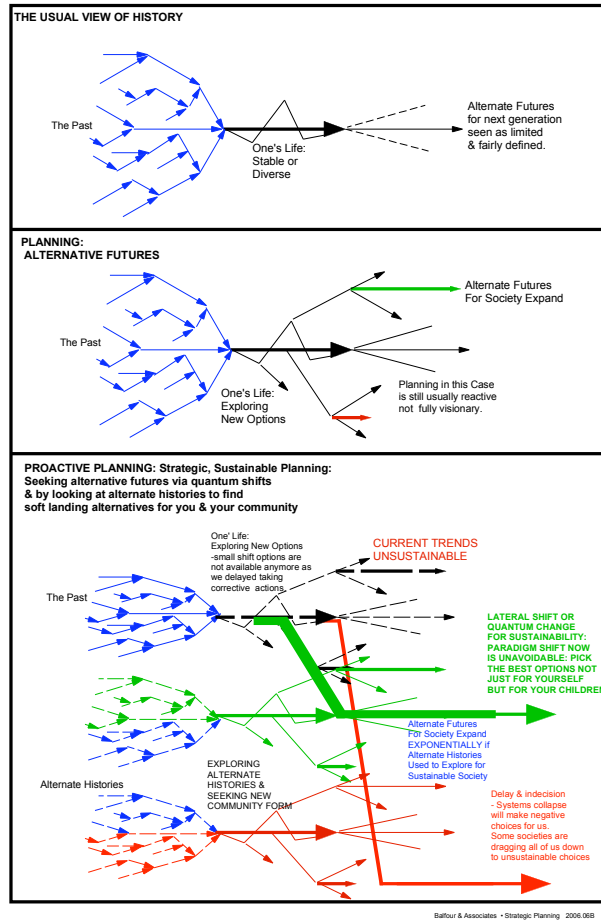 THE USUAL VIEW OF HISTORY
The Past
One's Life:
Stable or
Diverse
Alternate Futures
for next generation
seen as limited
& fairly defined.
PLANNING:
ALTERNATIVE FUTURES
The Past
One's Life:
Exploring
New Options
Alternate Futures
For Society Expand
Planning in this Case
is still usually reactive
not fully visionary.
PROACTIVE PLANNING: Strategic, Sustainable Planning:
Seeking alternative futures via quantum shifts
& by looking at alternate histories to find
soft landing alternatives for you & your community
One' Life:
Exploring New Options
-small shift options are
not available anymore as
we delayed taking
corrective actions.
CURRENT TRENDS
UNSUSTAINABLE
The Past
LATERAL SHIFT OR
QUANTUM CHANGE
FOR SUSTAINABILITY:
PARADIGM SHIFT NOW
IS UNAVOIDABLE: PICK
THE BEST OPTIONS NOT
JUST FOR YOURSELF
BUT FOR YOUR CHILDRE
Alternate Futures
For Society Expand
EXPONENTIALLY if
Alternate Histories
Used to Explore for
Sustainable Society
Alternate Histories
EXPLORING
ALTERNATE
HISTORIES &
SEEKING NEW
COMMUNITY FORM
Delay & indecision
- Systems collapse
will make negative
choices for us.
Some societies are
dragging all of us down
to unsustainable choices
Balfour & Associates • Strategic Planning 2006.06B